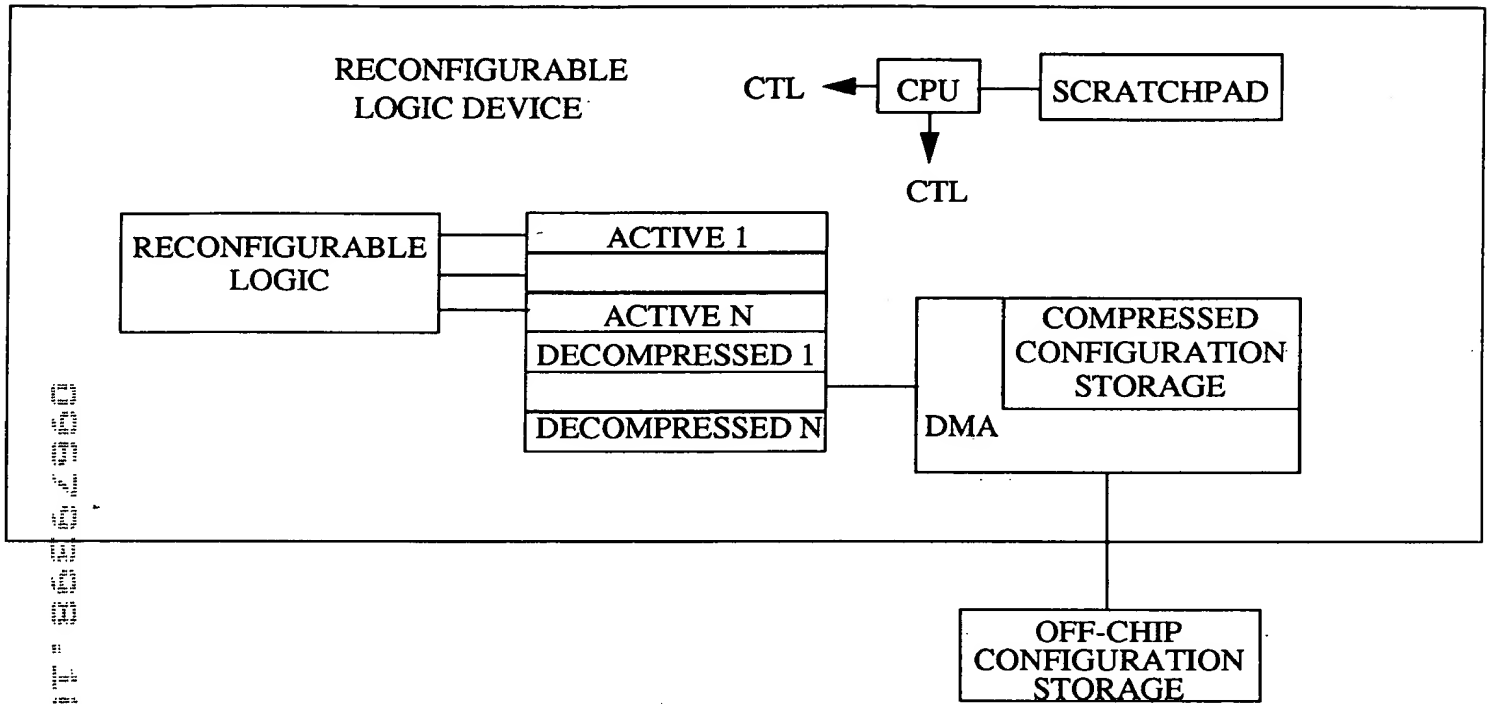 RECONFIGURABLE
LOGIC DEVICE
CTL
CPU
SCRATCHPAD
CTL
RECONFIGURABLE
LOGIC
ACTIVE 1
ACTIVE N
DECOMPRESSED 1
DECOMPRESSED N
COMPRESSED
CONFIGURATION
STORAGE
DMA
OFF-CHIP
CONFIGURATION
STORAGE